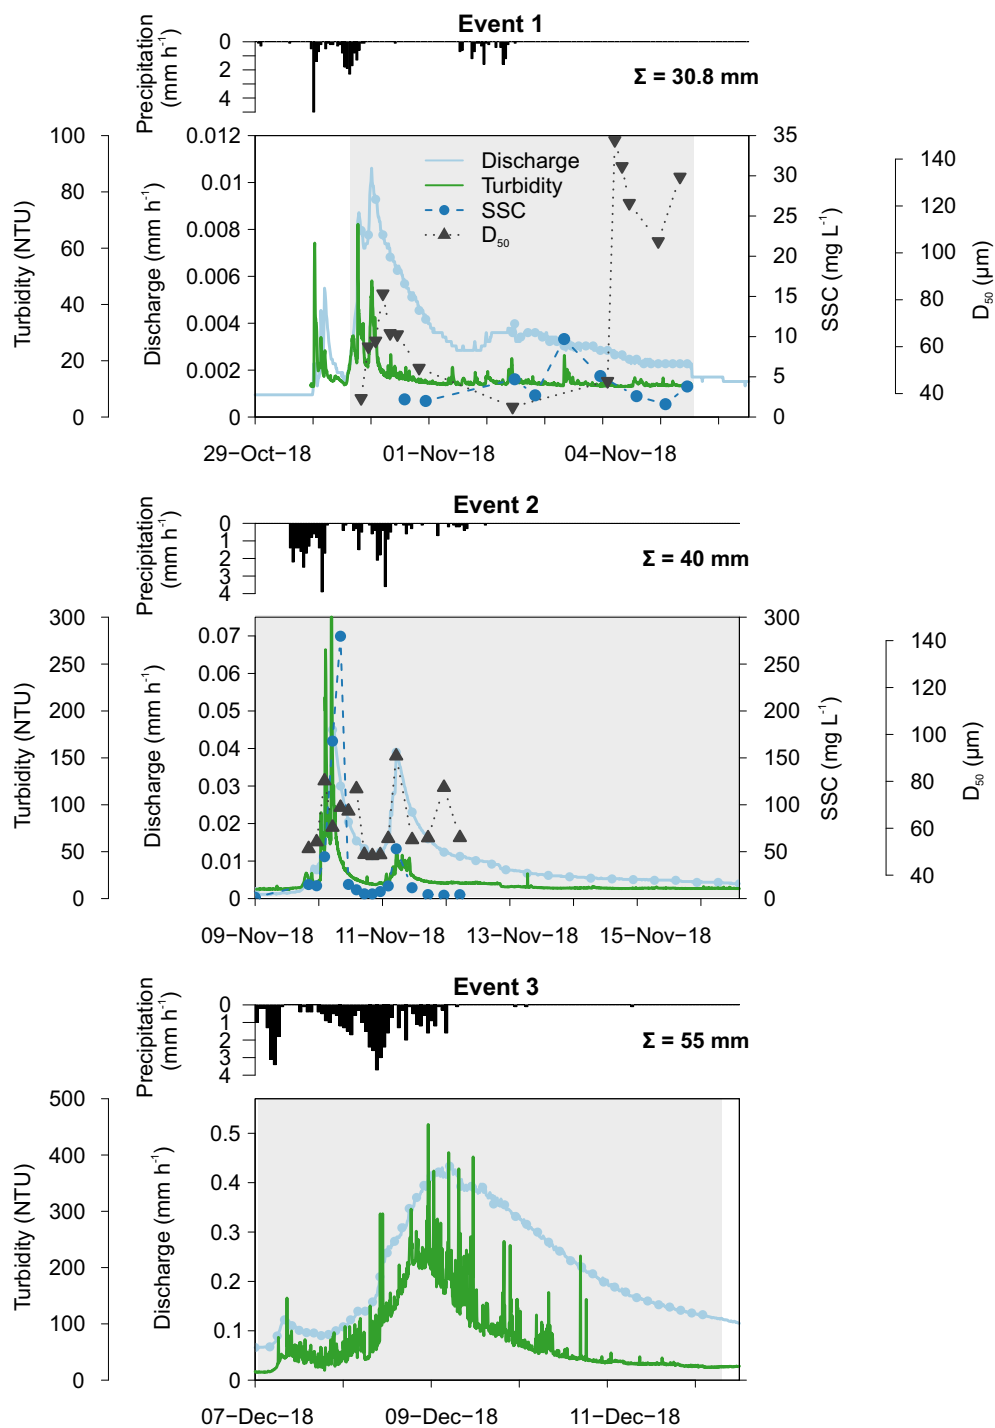 Event 1
Precipitation
(mm h⁻¹)
0
2
4
Σ = 30.8 mm
Turbidity (NTU)
100
80
60
40
20
0
Discharge (mm h⁻¹)
0.012
0.01
0.008
0.006
0.004
0.002
0
Discharge
Turbidity
SSC
D₅₀
35
30
25
20
15
10
5
0
SSC (mg L⁻¹)
140
120
100
80
60
40
D₅₀ (μm)
29−Oct−18
01−Nov−18
04−Nov−18
Event 2
Precipitation
(mm h⁻¹)
0
1
2
3
4
Σ = 40 mm
Turbidity (NTU)
300
250
200
150
100
50
0
Discharge (mm h⁻¹)
0.07
0.06
0.05
0.04
0.03
0.02
0.01
0
300
250
200
150
100
50
0
SSC (mg L⁻¹)
140
120
100
80
60
40
D₅₀ (μm)
09−Nov−18
11−Nov−18
13−Nov−18
15−Nov−18
Event 3
Precipitation
(mm h⁻¹)
0
1
2
3
4
Σ = 55 mm
Turbidity (NTU)
500
400
300
200
100
0
Discharge (mm h⁻¹)
0.5
0.4
0.3
0.2
0.1
0
07−Dec−18
09−Dec−18
11−Dec−18